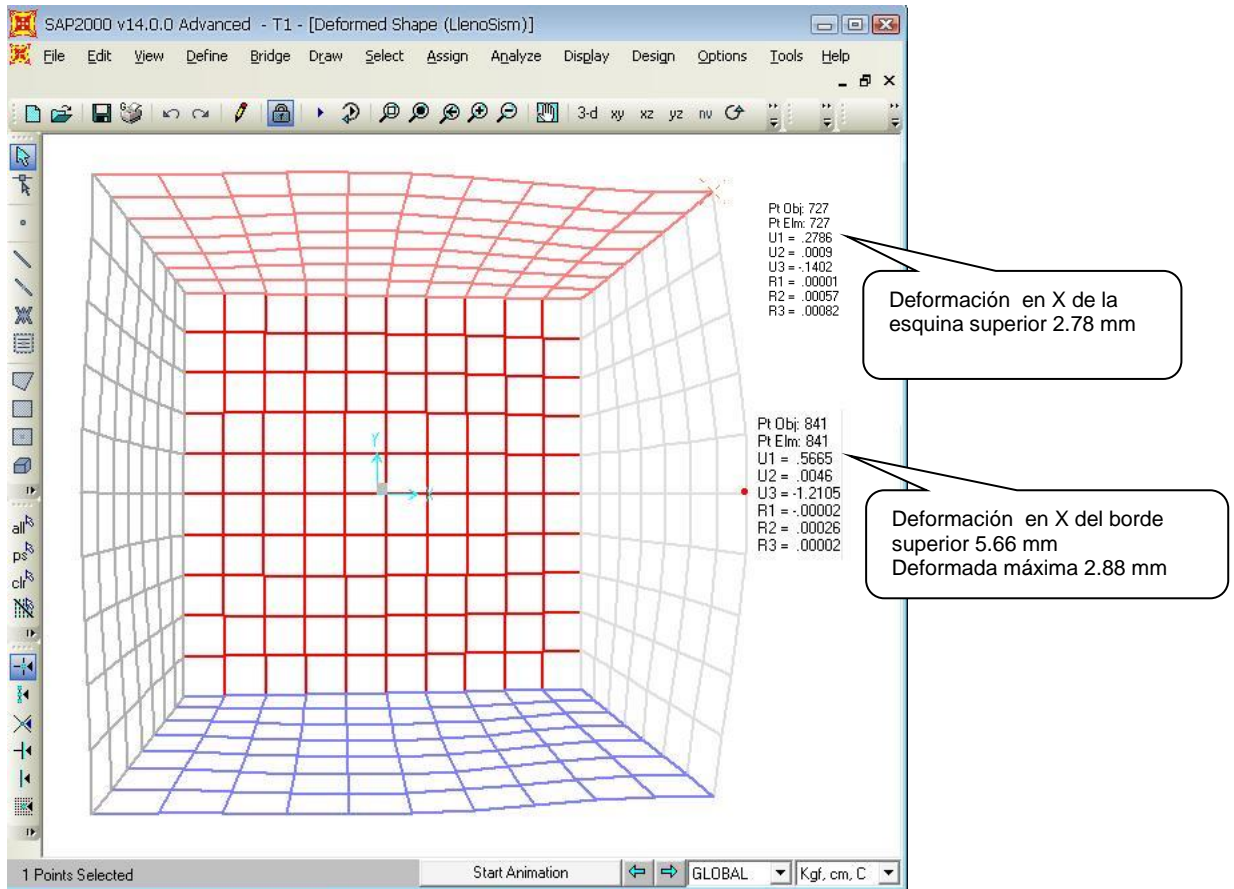 SAP2000 v14.0.0 Advanced - T1 - [Deformed Shape (LlenoSism)]
File Edit View Define Bridge Draw Select Assign Analyze Display Design Options Tools Help
3-d xy xz yz nv
Pt Obj: 727
Pt Elm: 727
U1 = .2786
U2 = .0009
U3 = -.1402
R1 = .00001
R2 = .00057
R3 = .00082
Deformación en X de la
esquina superior 2.78 mm
Pt Obj: 841
Pt Elm: 841
U1 = .5665
U2 = .0046
U3 = -1.2105
R1 = -.00002
R2 = .00026
R3 = .00002
Deformación en X del borde
superior 5.66 mm
Deformada máxima 2.88 mm
Y
X
all
ps
clr
1 Points Selected
Start Animation
GLOBAL
Kgf, cm, C